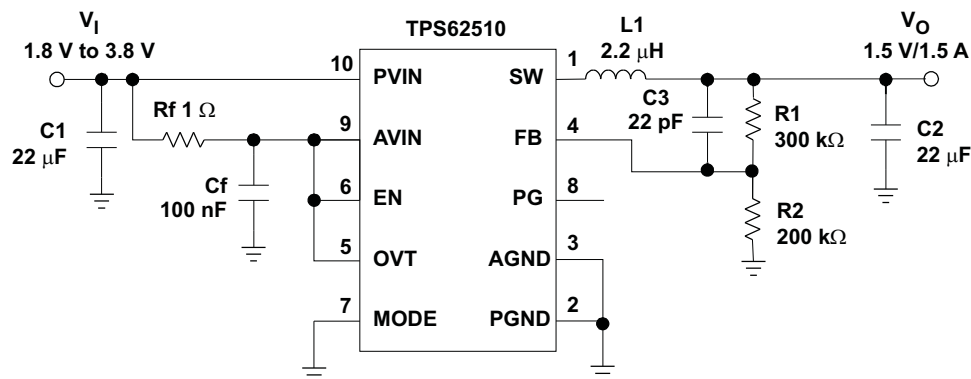 TPS62510
V_I
1.8 V to 3.8 V
C1
22 μF
Rf 1 Ω
Cf
100 nF
10 PVIN
9 AVIN
6 EN
5 OVT
7 MODE
SW 1
FB 4
PG 8
AGND 3
PGND 2
L1
2.2 μH
C3
22 pF
R1
300 kΩ
R2
200 kΩ
V_O
1.5 V/1.5 A
C2
22 μF